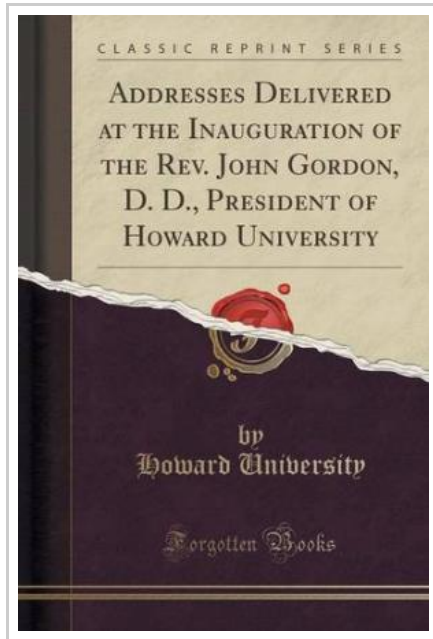 CLASSIC REPRINT SERIES
ADDRESSES DELIVERED
AT THE INAUGURATION OF
THE REV. JOHN GORDON,
D. D., PRESIDENT OF
HOWARD UNIVERSITY
by
Howard University
Forgotten Books